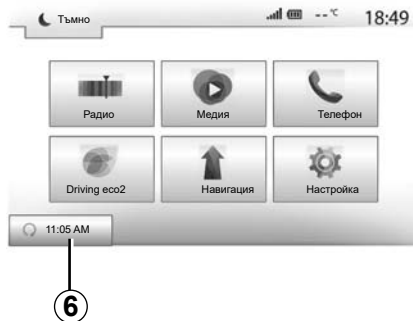 Тъмно
--°C
18:49
Радио
Медия
Телефон
Driving eco2
Навигация
Настройка
11:05 AM
6